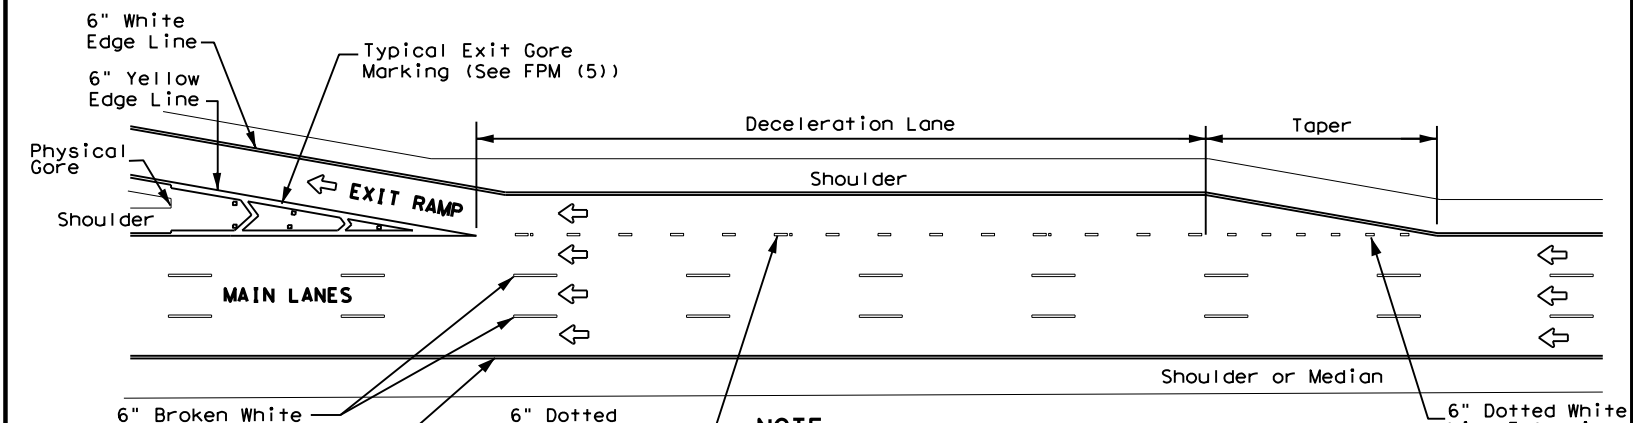 6" White
Edge Line
Typical Exit Gore
Marking (See FPM (5))
6" Yellow
Edge Line
Deceleration Lane
Taper
Physical
Gore
Shoulder
EXIT RAMP
Shoulder
MAIN LANES
Shoulder or Median
6" Broken White
6" Dotted
NOTE
6" Dotted White